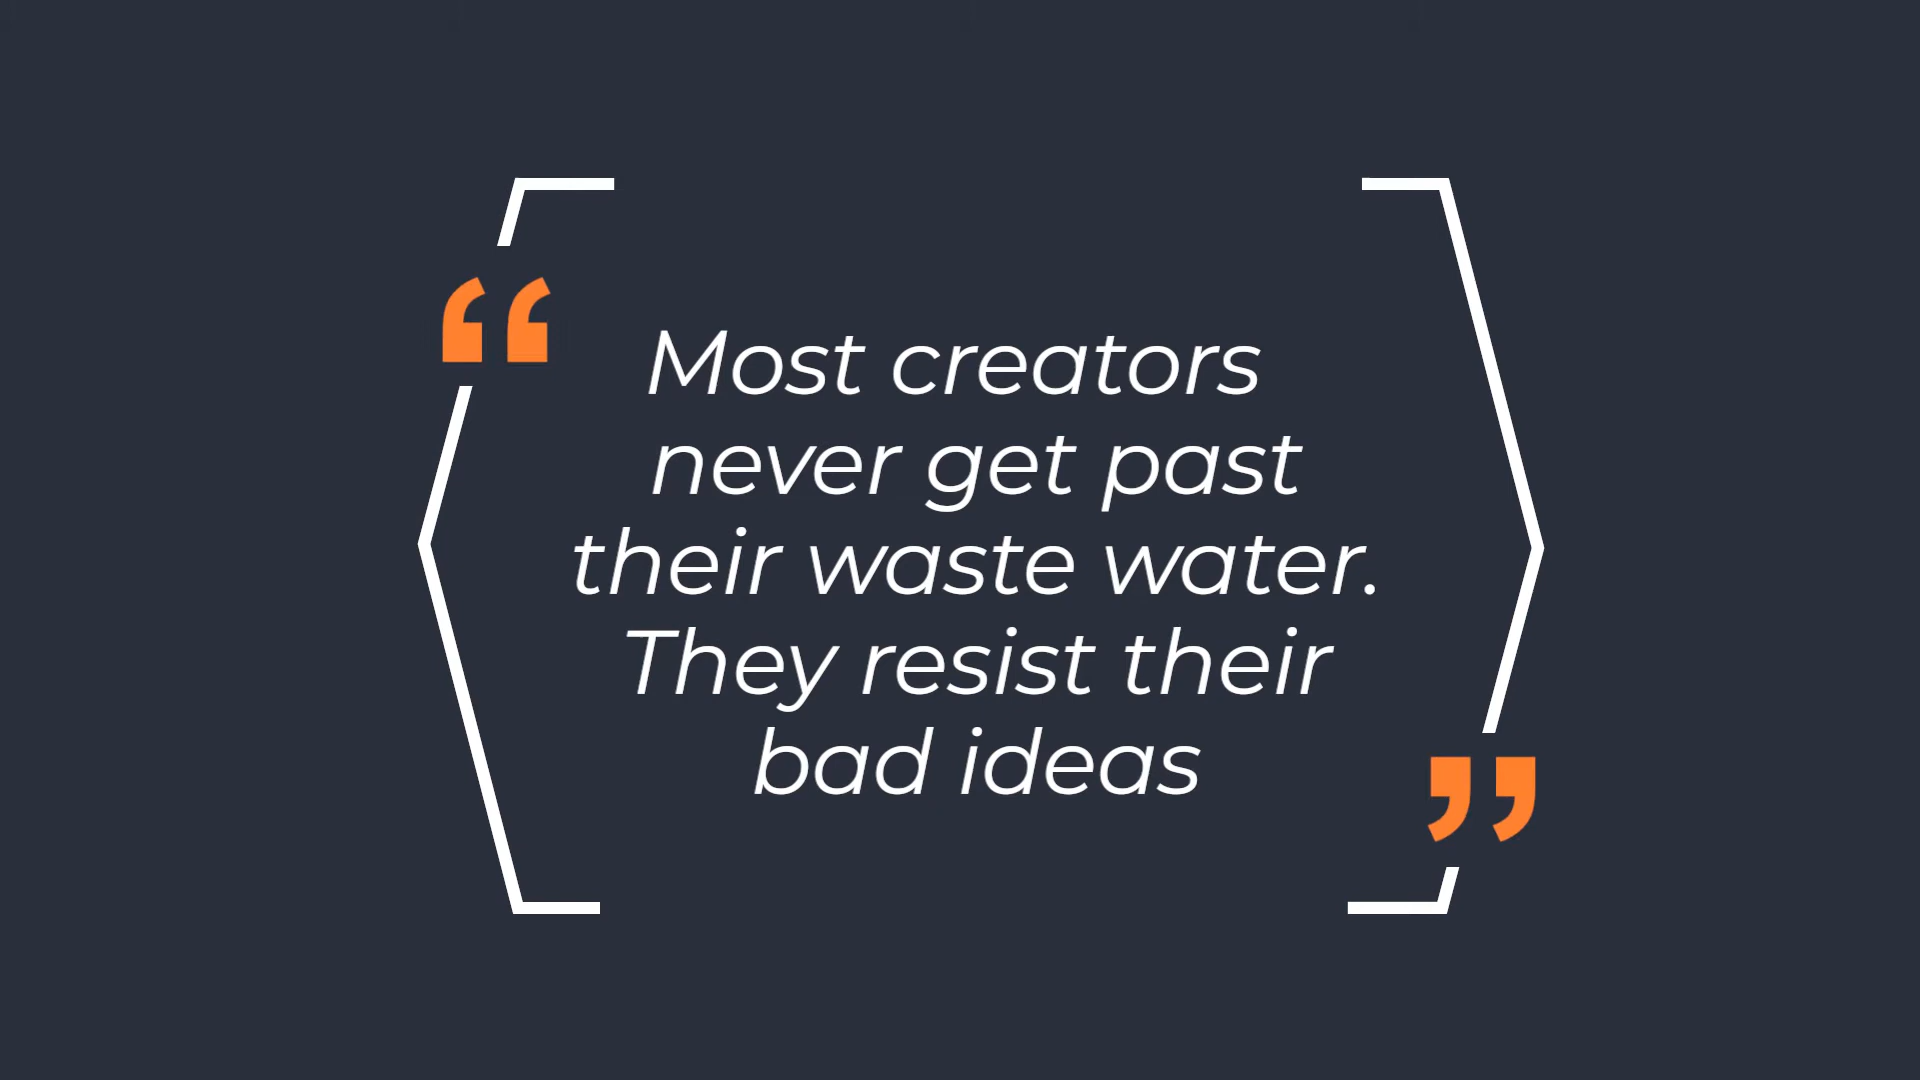 “
Most creators
never get past
their waste water.
They resist their
bad ideas
”